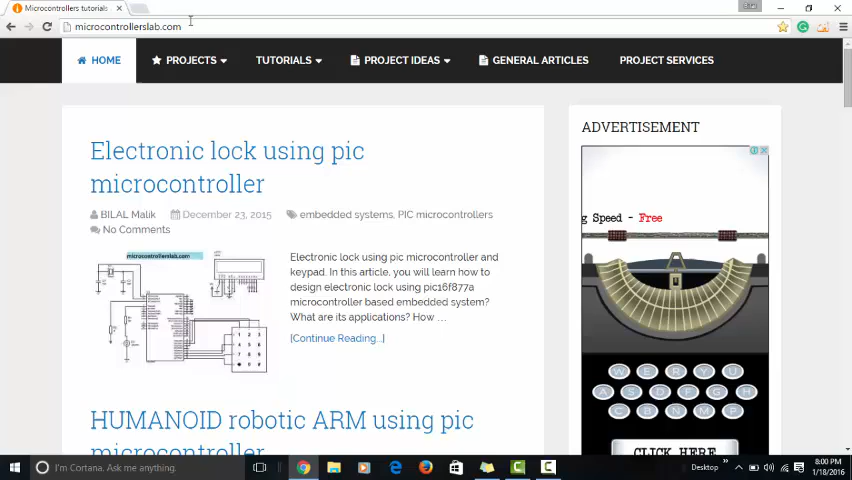 Microcontrollers tutorials
microcontrollerslab.com
HOME
PROJECTS
TUTORIALS
PROJECT IDEAS
GENERAL ARTICLES
PROJECT SERVICES
Electronic lock using pic
microcontroller
BILAL Malik December 23, 2015 embedded systems, PIC microcontrollers
No Comments
microcontrollerslab.com
Electronic lock using pic microcontroller and
keypad. In this article, you will learn how to
design electronic lock using pic16f877a
microcontroller based embedded system?
What are its applications? How …
[Continue Reading...]
HUMANOID robotic ARM using pic
microcontroller
ADVERTISEMENT
g Speed - Free
W E R Y U
A S D F G H
C B N M P
CLICK HERE
I'm Cortana. Ask me anything.
Desktop
8:00 PM
1/18/2016